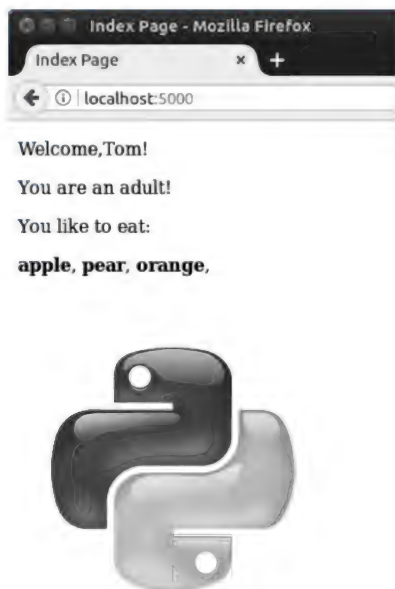 Index Page - Mozilla Firefox
Index Page × +
localhost:5000
Welcome,Tom!
You are an adult!
You like to eat:
apple, pear, orange,